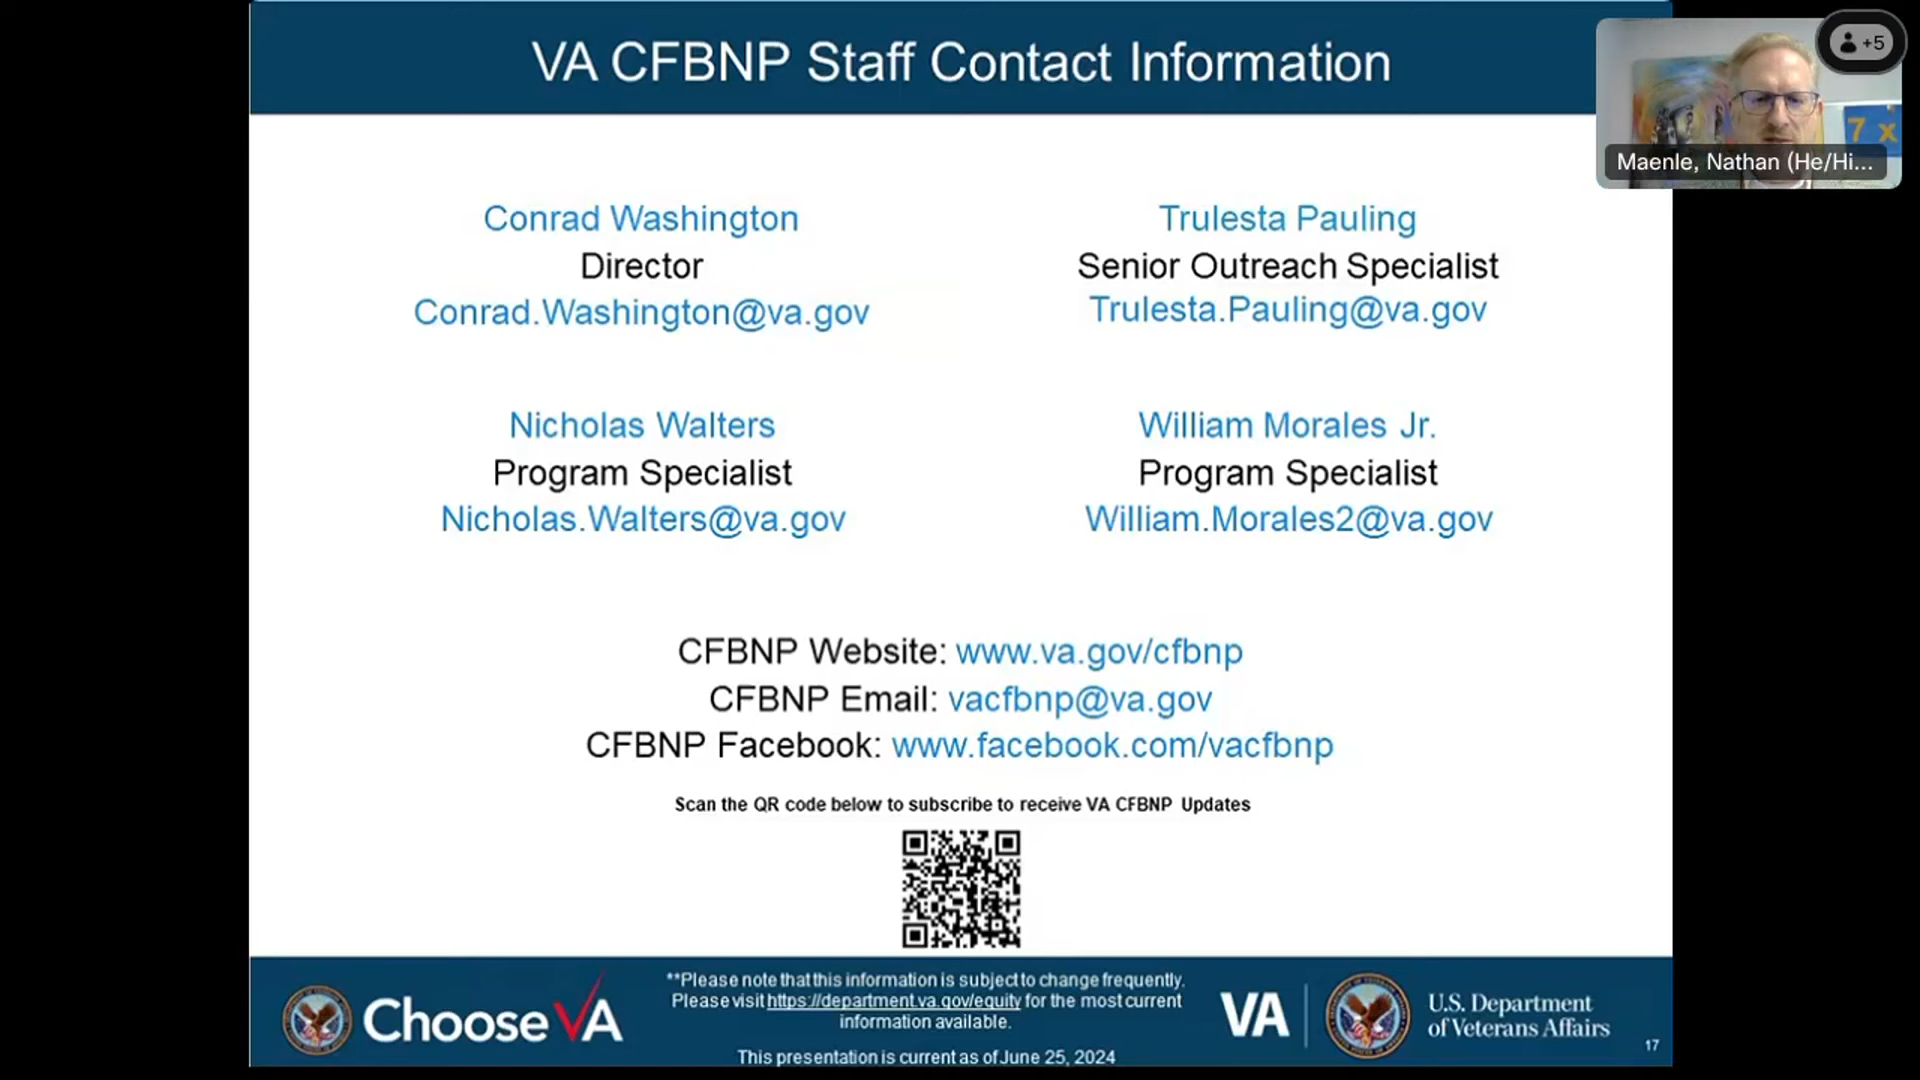 VA CFBNP Staff Contact Information
+5
7 x
Maenle, Nathan (He/Hi...
Conrad Washington
Director
Conrad.Washington@va.gov
Trulesta Pauling
Senior Outreach Specialist
Trulesta.Pauling@va.gov
Nicholas Walters
Program Specialist
Nicholas.Walters@va.gov
William Morales Jr.
Program Specialist
William.Morales2@va.gov
CFBNP Website: www.va.gov/cfbnp
CFBNP Email: vacfbnp@va.gov
CFBNP Facebook: www.facebook.com/vacfbnp
Scan the QR code below to subscribe to receive VA CFBNP Updates
Choose VA
**Please note that this information is subject to change frequently.
Please visit https://department.va.gov/equity for the most current
information available.
This presentation is current as of June 25, 2024
VA
U.S. Department
of Veterans Affairs
17